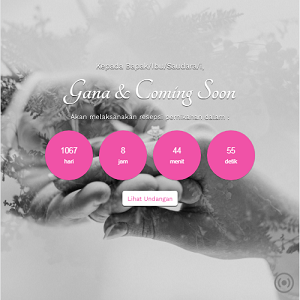 Kepada Bapak/Ibu/Saudara/i,
Gana & Coming Soon
Akan melaksanakan resepsi pernikahan dalam :
1067 8 44 55
hari jam menit detik
Lihat Undangan